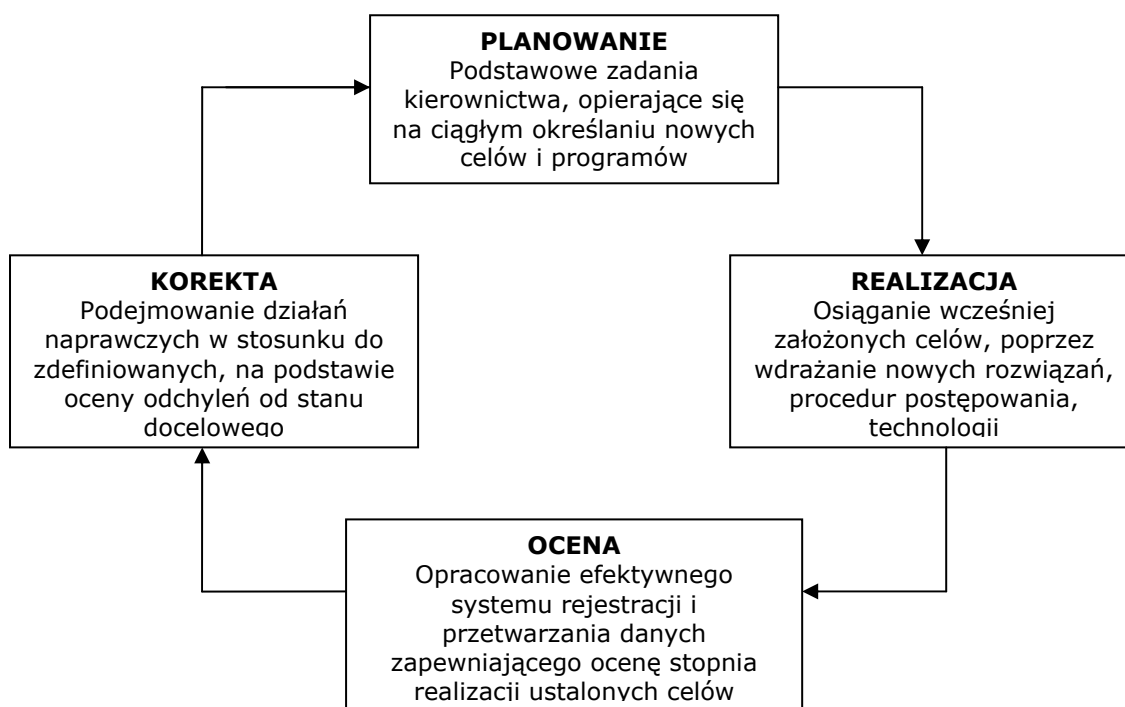 PLANOWANIE
Podstawowe zadania
kierownictwa, opierające się
na ciągłym określaniu nowych
celów i programów
KOREKTA
Podejmowanie działań
naprawczych w stosunku do
zdefiniowanych, na podstawie
oceny odchyleń od stanu
docelowego
REALIZACJA
Osiąganie wcześniej
założonych celów, poprzez
wdrażanie nowych rozwiązań,
procedur postępowania,
technologii
OCENA
Opracowanie efektywnego
systemu rejestracji i
przetwarzania danych
zapewniającego ocenę stopnia
realizacji ustalonych celów